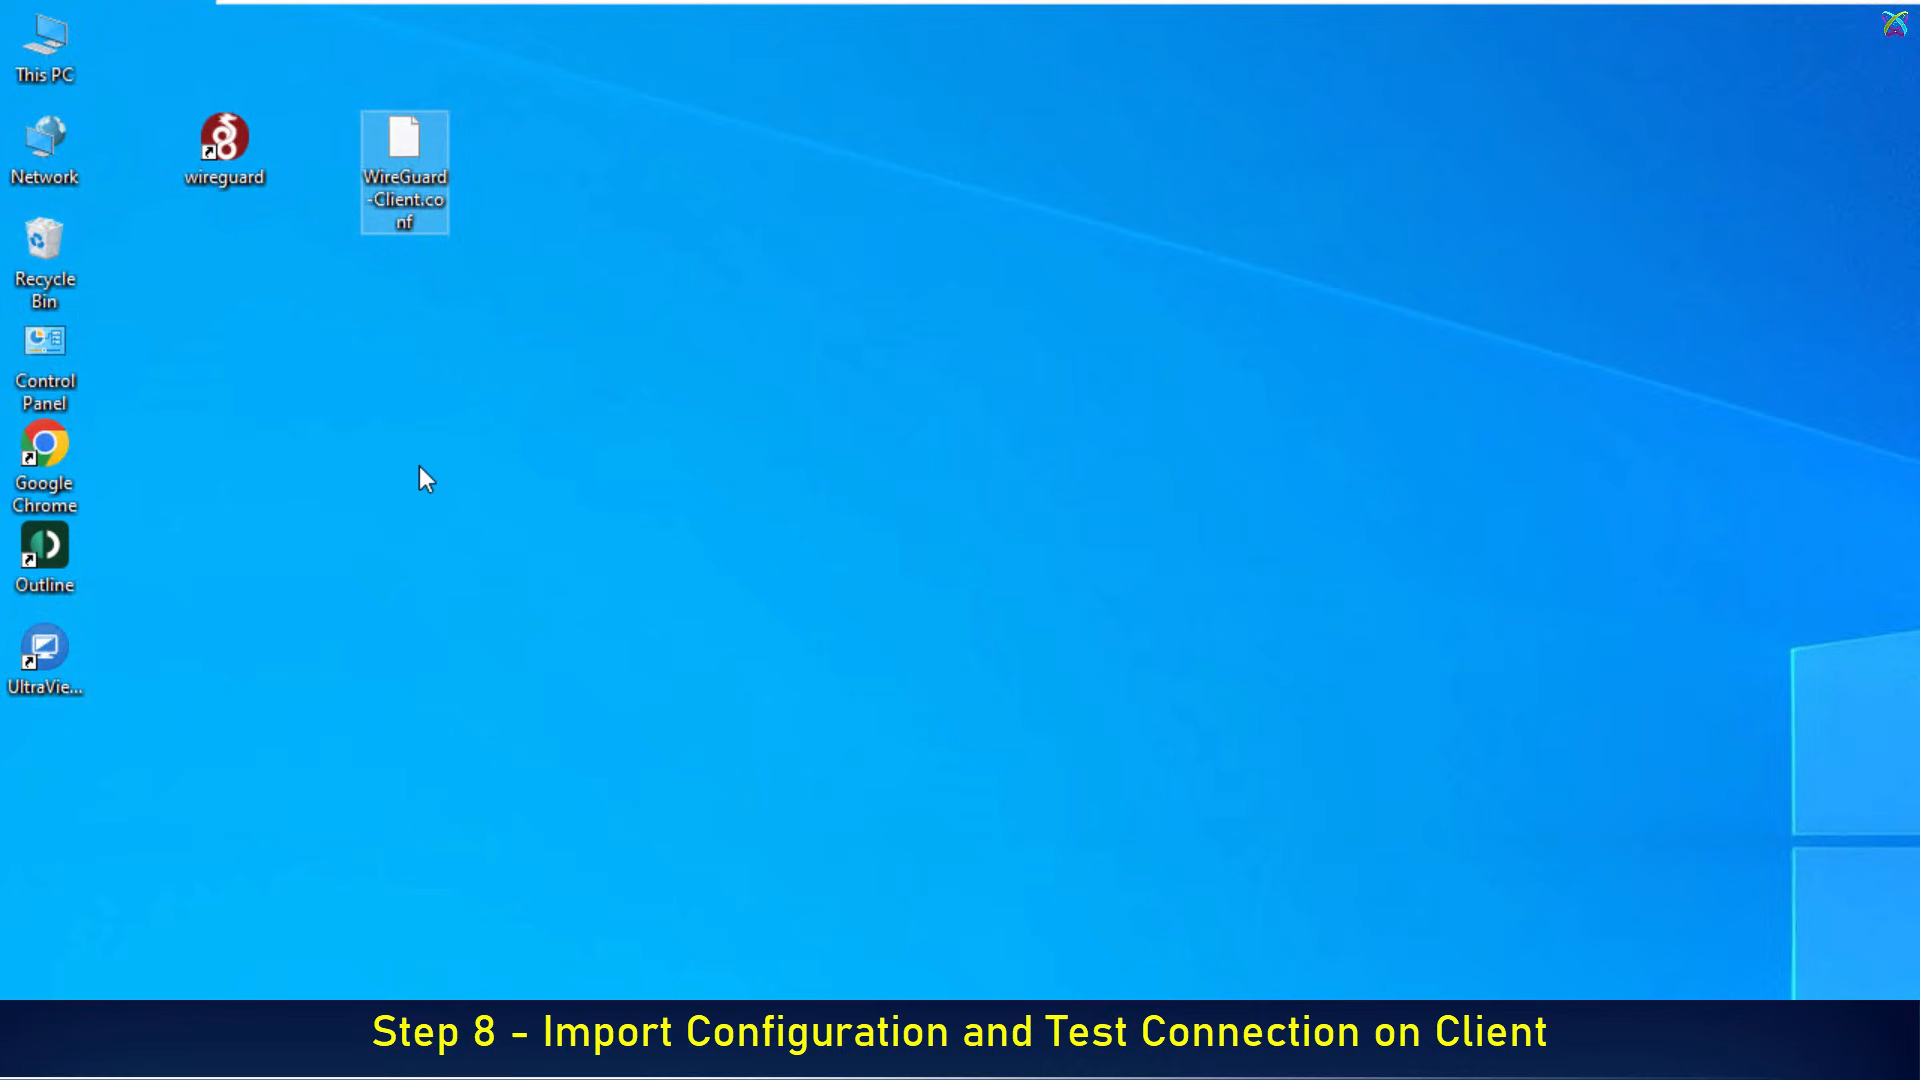 This PC
Network
wireguard
WireGuard
-Client.co
nf
Recycle
Bin
Control
Panel
Google
Chrome
Outline
UltraVie...
Step 8 - Import Configuration and Test Connection on Client